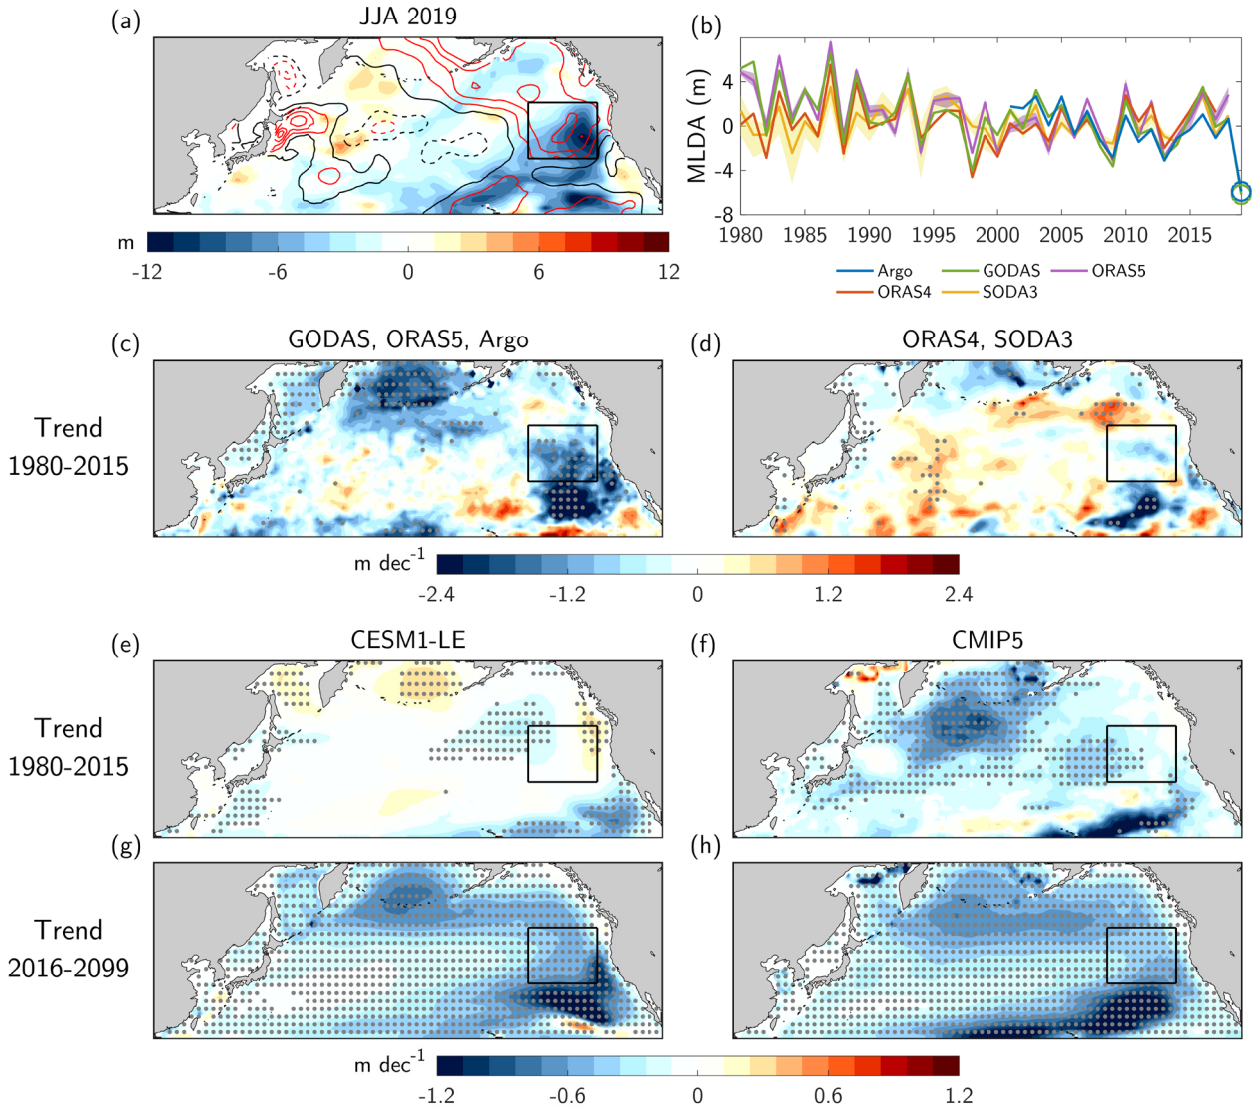 (a)
JJA 2019
(b)
MLDA (m)
4
0
-4
-8
1980 1985 1990 1995 2000 2005 2010 2015
m
-12 -6 0 6 12
Argo GODAS ORAS5
ORAS4 SODA3
(c)
GODAS, ORAS5, Argo
(d)
ORAS4, SODA3
Trend
1980-2015
m dec⁻¹
-2.4 -1.2 0 1.2 2.4
(e)
CESM1-LE
(f)
CMIP5
Trend
1980-2015
(g)
(h)
Trend
2016-2099
m dec⁻¹
-1.2 -0.6 0 0.6 1.2